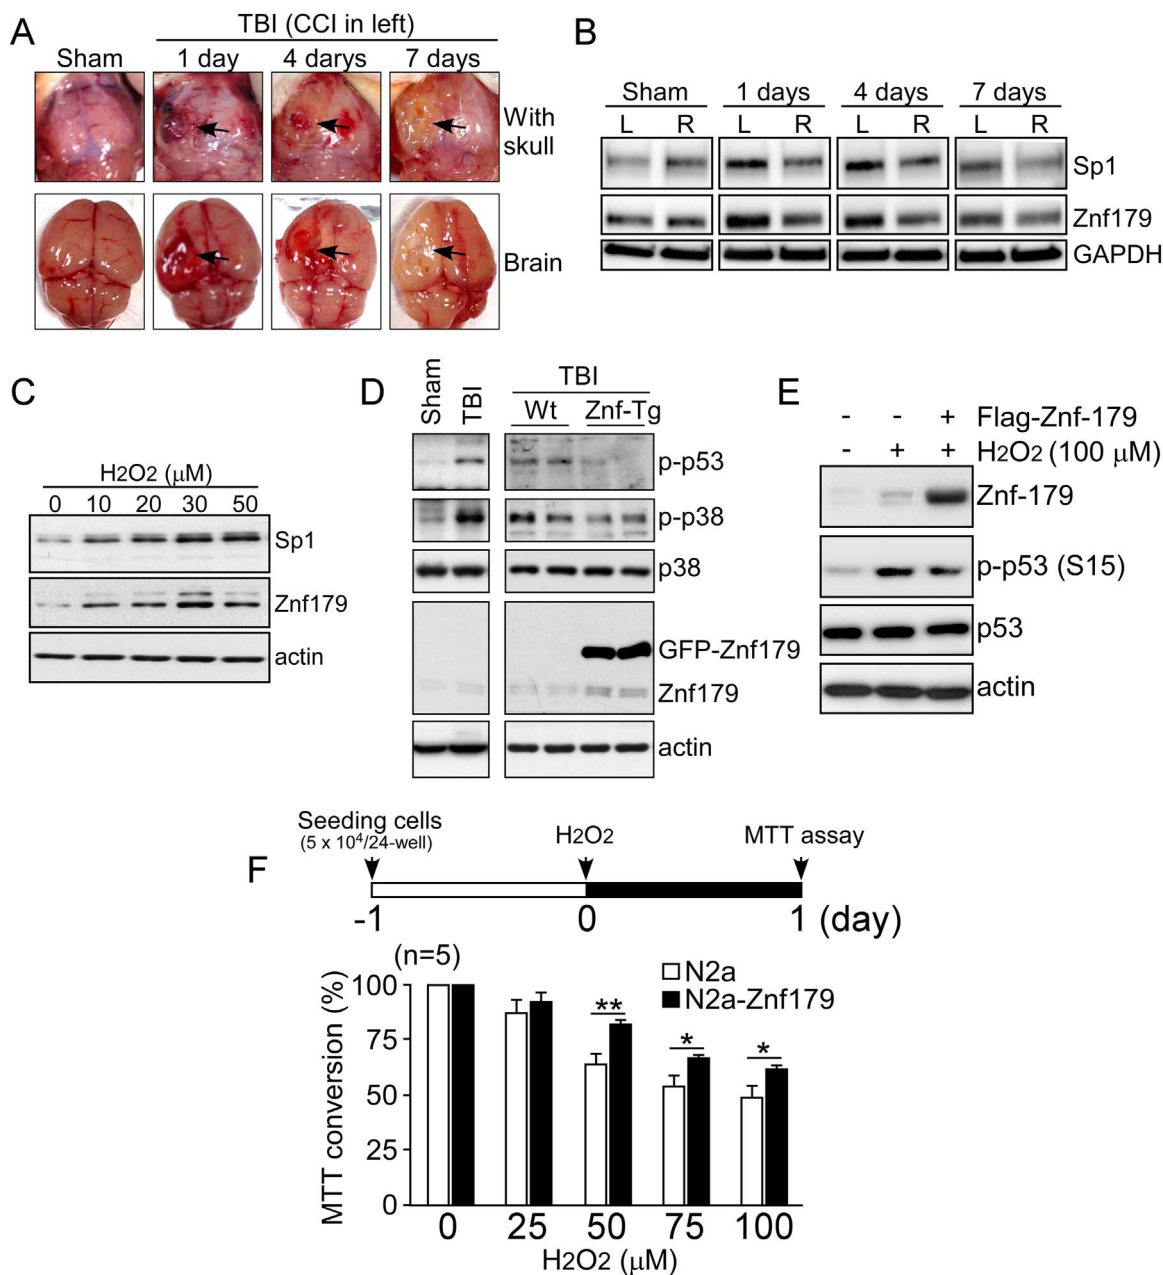 A
TBI (CCI in left)
Sham 1 day 4 darys 7 days
With
skull
Brain
B
Sham 1 days 4 days 7 days
L R L R L R L R
Sp1
Znf179
GAPDH
C
H2O2 (μM)
0 10 20 30 50
Sp1
Znf179
actin
D
Sham TBI
TBI
Wt Znf-Tg
p-p53
p-p38
p38
GFP-Znf179
Znf179
actin
E
- - + Flag-Znf-179
- + + H2O2 (100 μM)
Znf-179
p-p53 (S15)
p53
actin
F
Seeding cells
(5 x 10⁴/24-well)
H2O2
MTT assay
-1 0 1 (day)
(n=5)
N2a
N2a-Znf179
MTT conversion (%)
100
75
50
25
0
** * *
0 25 50 75 100
H2O2 (μM)